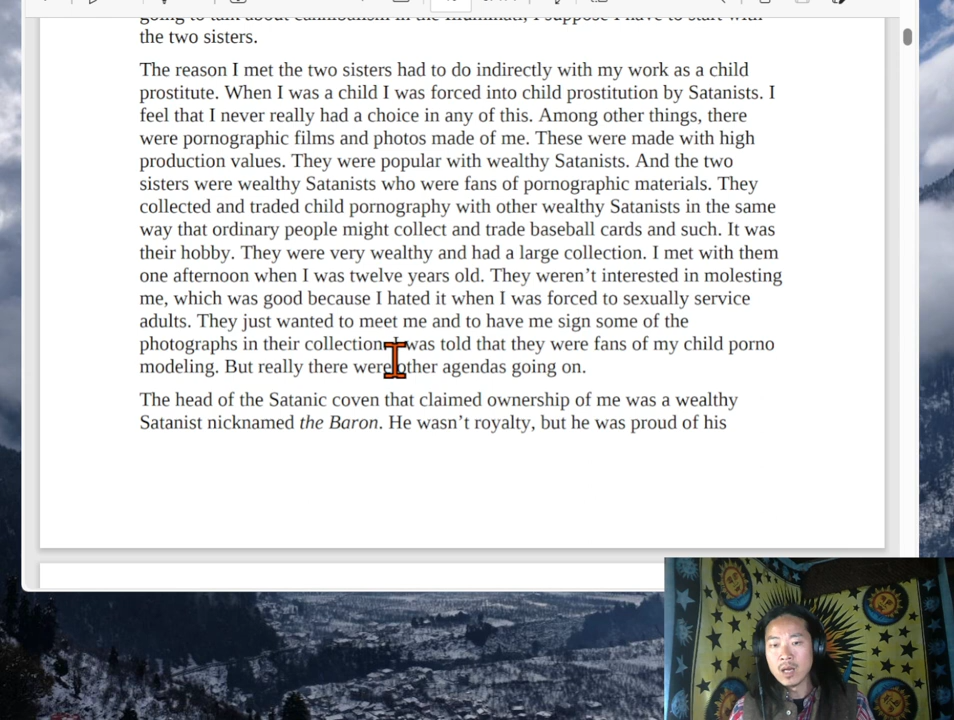 the two sisters.
The reason I met the two sisters had to do indirectly with my work as a child
prostitute. When I was a child I was forced into child prostitution by Satanists. I
feel that I never really had a choice in any of this. Among other things, there
were pornographic films and photos made of me. These were made with high
production values. They were popular with wealthy Satanists. And the two
sisters were wealthy Satanists who were fans of pornographic materials. They
collected and traded child pornography with other wealthy Satanists in the same
way that ordinary people might collect and trade baseball cards and such. It was
their hobby. They were very wealthy and had a large collection. I met with them
one afternoon when I was twelve years old. They weren’t interested in molesting
me, which was good because I hated it when I was forced to sexually service
adults. They just wanted to meet me and to have me sign some of the
photographs in their collection. I was told that they were fans of my child porno
modeling. But really there were other agendas going on.
The head of the Satanic coven that claimed ownership of me was a wealthy
Satanist nicknamed the Baron. He wasn’t royalty, but he was proud of his